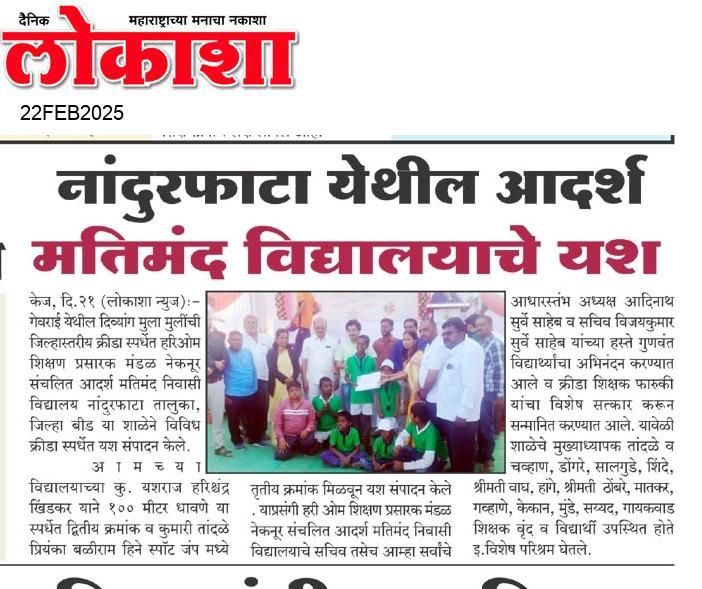 दैनिक
महाराष्ट्राच्या मनाचा नकाशा
लोकाशा
22FEB2025
नांदुरफाटा येथील आदर्श
मतिमंद विद्यालयाचे यश
केज, दि.२१ (लोकाशा न्युज):-
गेवराई येथील दिव्यांग मुला मुलींची
जिल्हास्तरीय क्रीडा स्पर्धेत हरिओम
शिक्षण प्रसारक मंडळ नेकनूर
संचलित आदर्श मतिमंद निवासी
विद्यालय नांदुरफाटा तालुका,
जिल्हा बीड या शाळेने विविध
क्रीडा स्पर्धेत यश संपादन केले.
आमच्या
विद्यालयाच्या कु. यशराज हरिश्चंद्र
खिंडकर याने १०० मीटर धावणे या
स्पर्धेत द्वितीय क्रमांक व कुमारी तांदळे
प्रियंका बळीराम हिने स्पॉट जंप मध्ये
तृतीय क्रमांक मिळवून यश संपादन केले
. याप्रसंगी हरी ओम शिक्षण प्रसारक मंडळ
नेकनूर संचलित आदर्श मतिमंद निवासी
विद्यालयाचे सचिव तसेच आम्हा सर्वांचे
आधारस्तंभ अध्यक्ष आदिनाथ
सुर्वे साहेब व सचिव विजयकुमार
सुर्वे साहेब यांच्या हस्ते गुणवंत
विद्यार्थ्यांचा अभिनंदन करण्यात
आले व क्रीडा शिक्षक फारुकी
यांचा विशेष सत्कार करून
सन्मानित करण्यात आले. यावेळी
शाळेचे मुख्याध्यापक तांदळे व
चव्हाण, डोंगरे, सालगुडे, शिंदे,
श्रीमती वाघ, हांगे, श्रीमती ठोंबरे, मातकर,
गव्हाणे, केकान, मुंडे, सय्यद, गायकवाड
शिक्षक वृंद व विद्यार्थी उपस्थित होते
इ.विशेष परिश्रम घेतले.